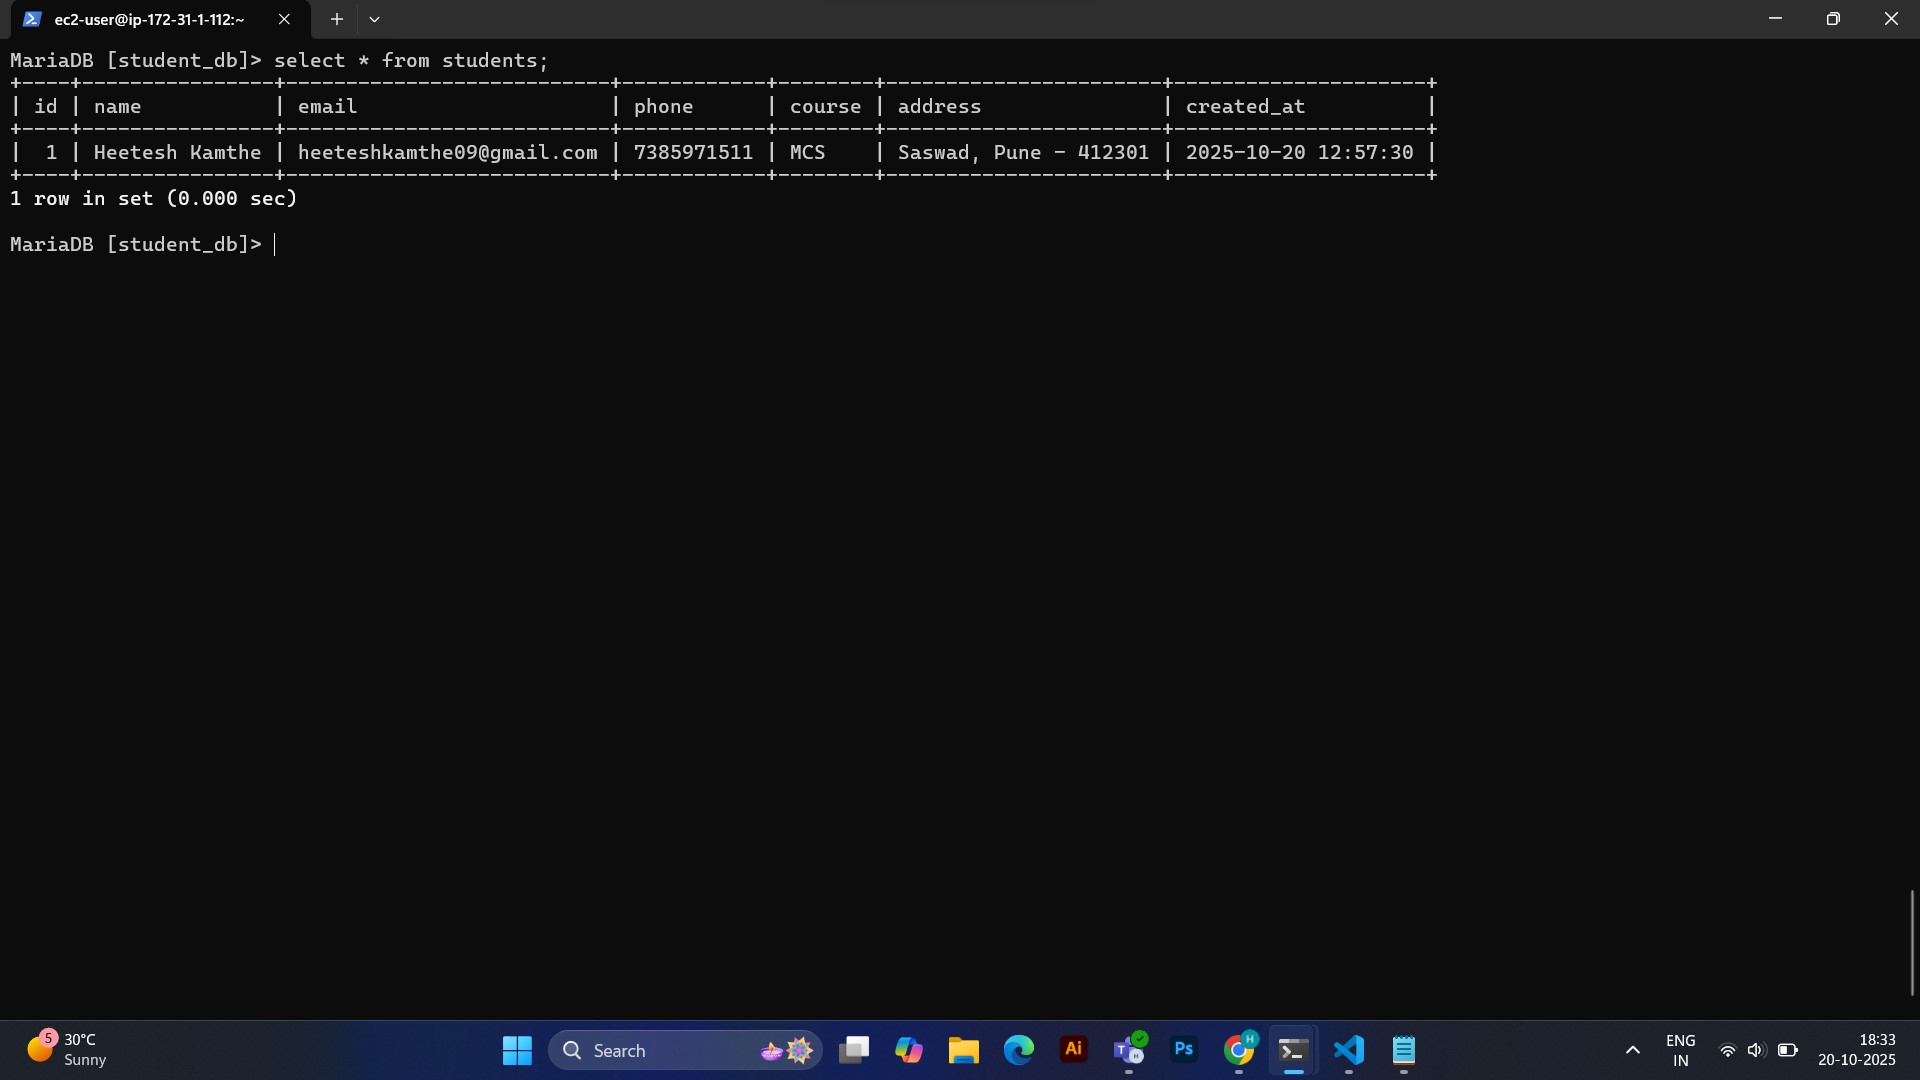 ec2-user@ip-172-31-1-112:~
MariaDB [student_db]> select * from students;
+----+----------------+---------------------------+------------+--------+-----------------------+---------------------+
| id | name           | email                     | phone      | course | address               | created_at          |
+----+----------------+---------------------------+------------+--------+-----------------------+---------------------+
|  1 | Heetesh Kamthe | heeteshkamthe09@gmail.com | 7385971511 | MCS    | Saswad, Pune - 412301 | 2025-10-20 12:57:30 |
+----+----------------+---------------------------+------------+--------+-----------------------+---------------------+
1 row in set (0.000 sec)
MariaDB [student_db]>
5
30°C
Sunny
Search
Ai
T
H
Ps
H
ENG
IN
18:33
20-10-2025